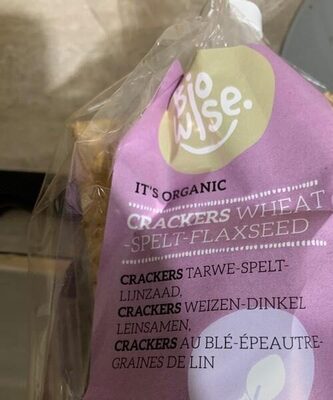 Bio
wise.
IT'S ORGANIC
CRACKERS WHEAT
-SPELT-FLAXSEED
CRACKERS TARWE-SPELT-
LIJNZAAD,
CRACKERS WEIZEN-DINKEL
LEINSAMEN,
CRACKERS AU BLÉ-ÉPEAUTRE-
GRAINES DE LIN